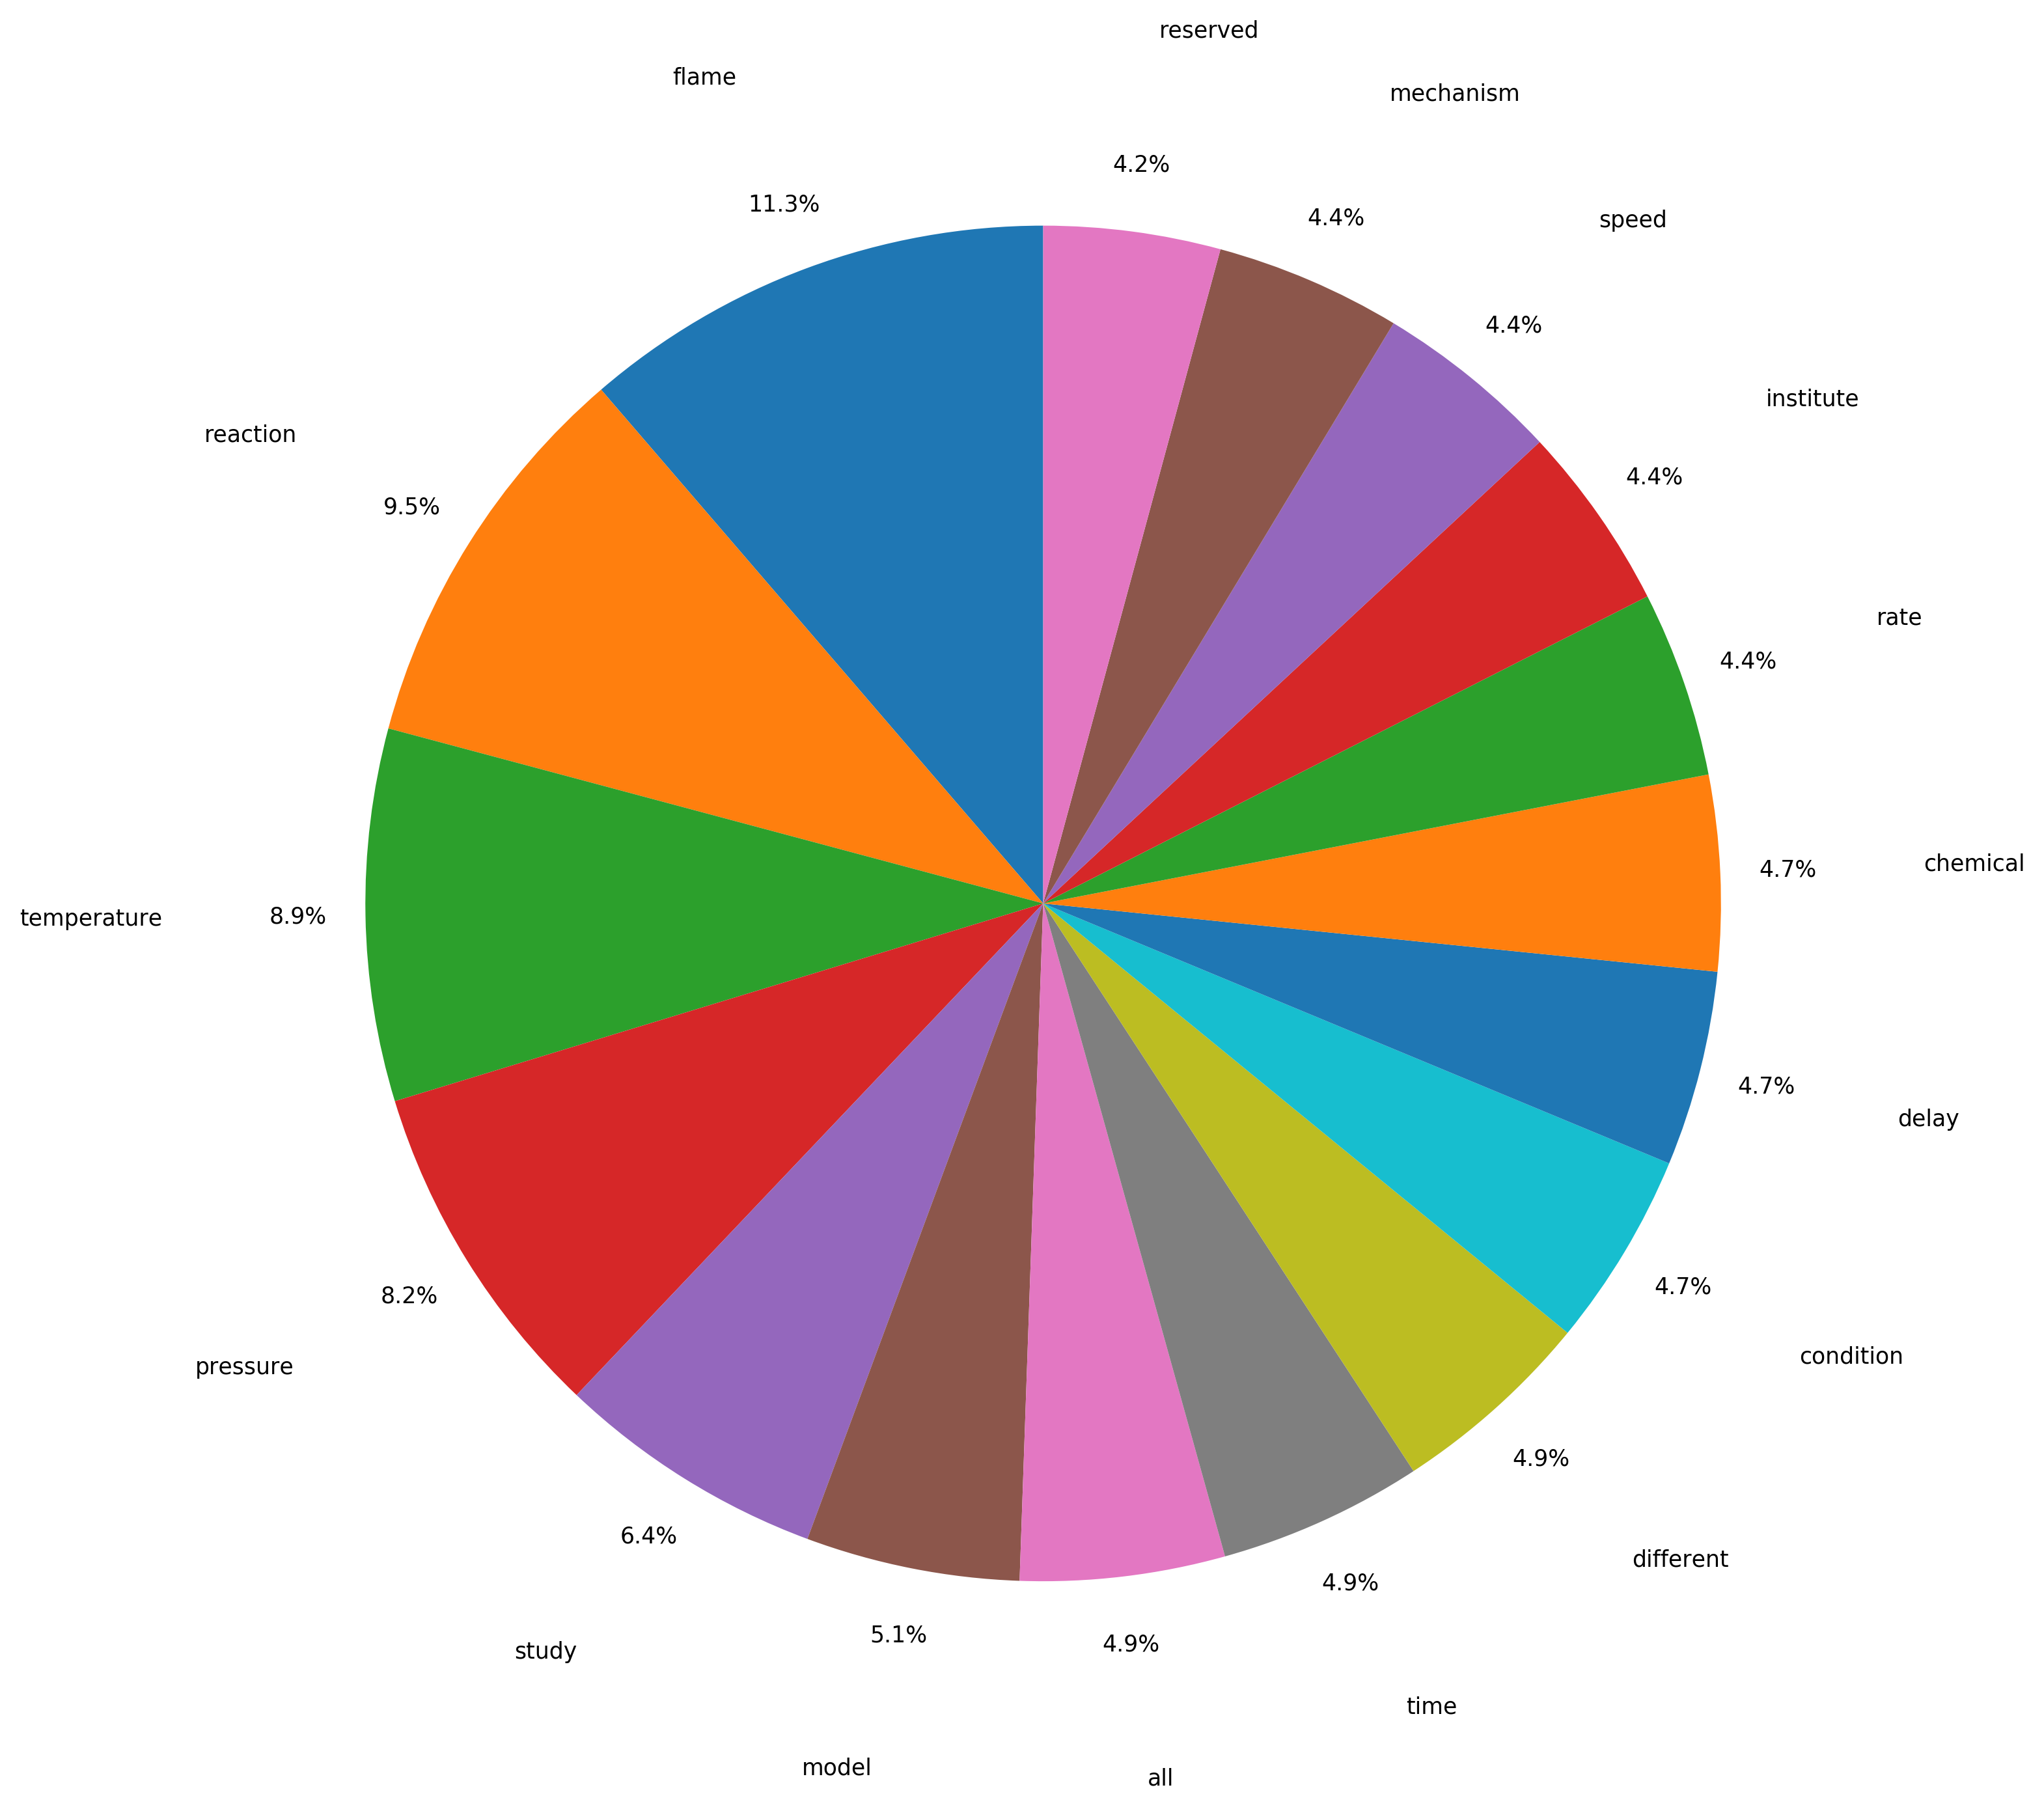 reserved
flame
mechanism
4.2%
11.3%
4.4%
speed
4.4%
institute
reaction
4.4%
9.5%
rate
4.4%
chemical
4.7%
temperature
8.9%
4.7%
delay
4.7%
8.2%
condition
pressure
4.9%
6.4%
different
4.9%
5.1%
4.9%
study
time
model
all